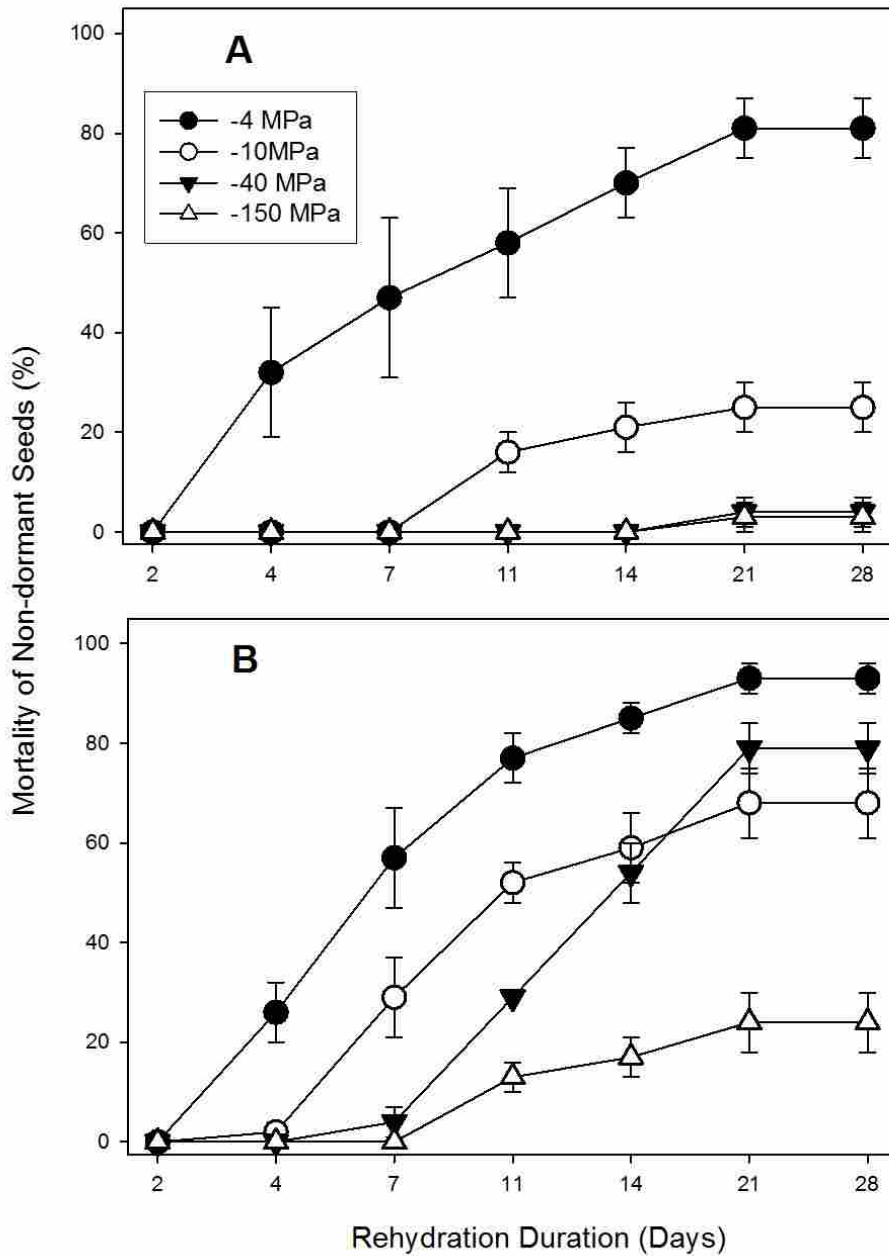 Mortality of Non-dormant Seeds (%)
A
100
80
60
40
20
0
-4 MPa
-10MPa
-40 MPa
-150 MPa
2 4 7 11 14 21 28
B
100
80
60
40
20
0
2 4 7 11 14 21 28
Rehydration Duration (Days)